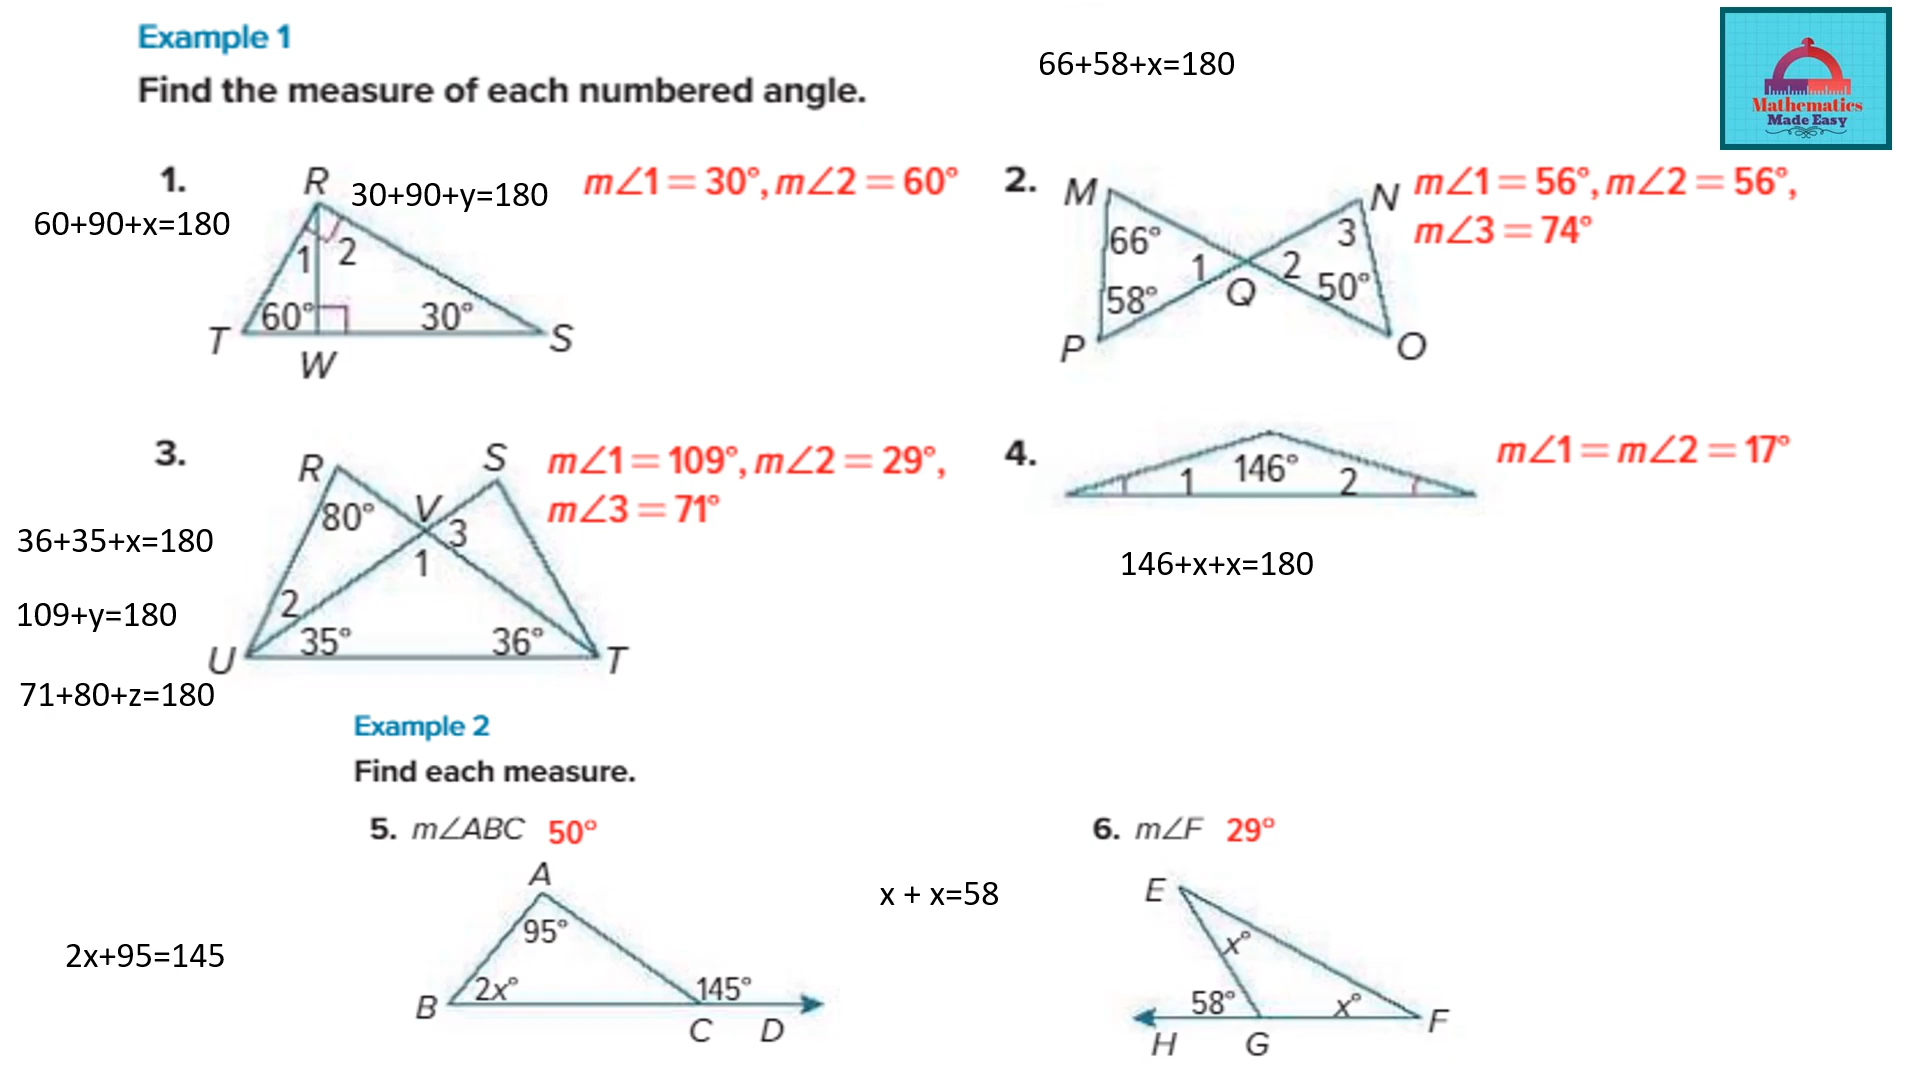 Example 1
Find the measure of each numbered angle.
66+58+x=180
Mathematics
Made Easy
1.
R
30+90+y=180
m∠1 = 30°, m∠2 = 60°
60+90+x=180
1
2
60°
30°
T
W
S
2.
M
N
m∠1 = 56°, m∠2 = 56°,
m∠3 = 74°
66°
3
1
2
58°
Q
50°
P
O
3.
R
S
m∠1 = 109°, m∠2 = 29°,
m∠3 = 71°
80°
V
3
1
36+35+x=180
2
109+y=180
35°
36°
U
T
71+80+z=180
4.
146°
1
2
m∠1 = m∠2 = 17°
146+x+x=180
Example 2
Find each measure.
5. m∠ABC 50°
A
95°
2x+95=145
2x°
145°
B
C
D
6. m∠F 29°
x + x=58
E
x°
58°
x°
F
H
G